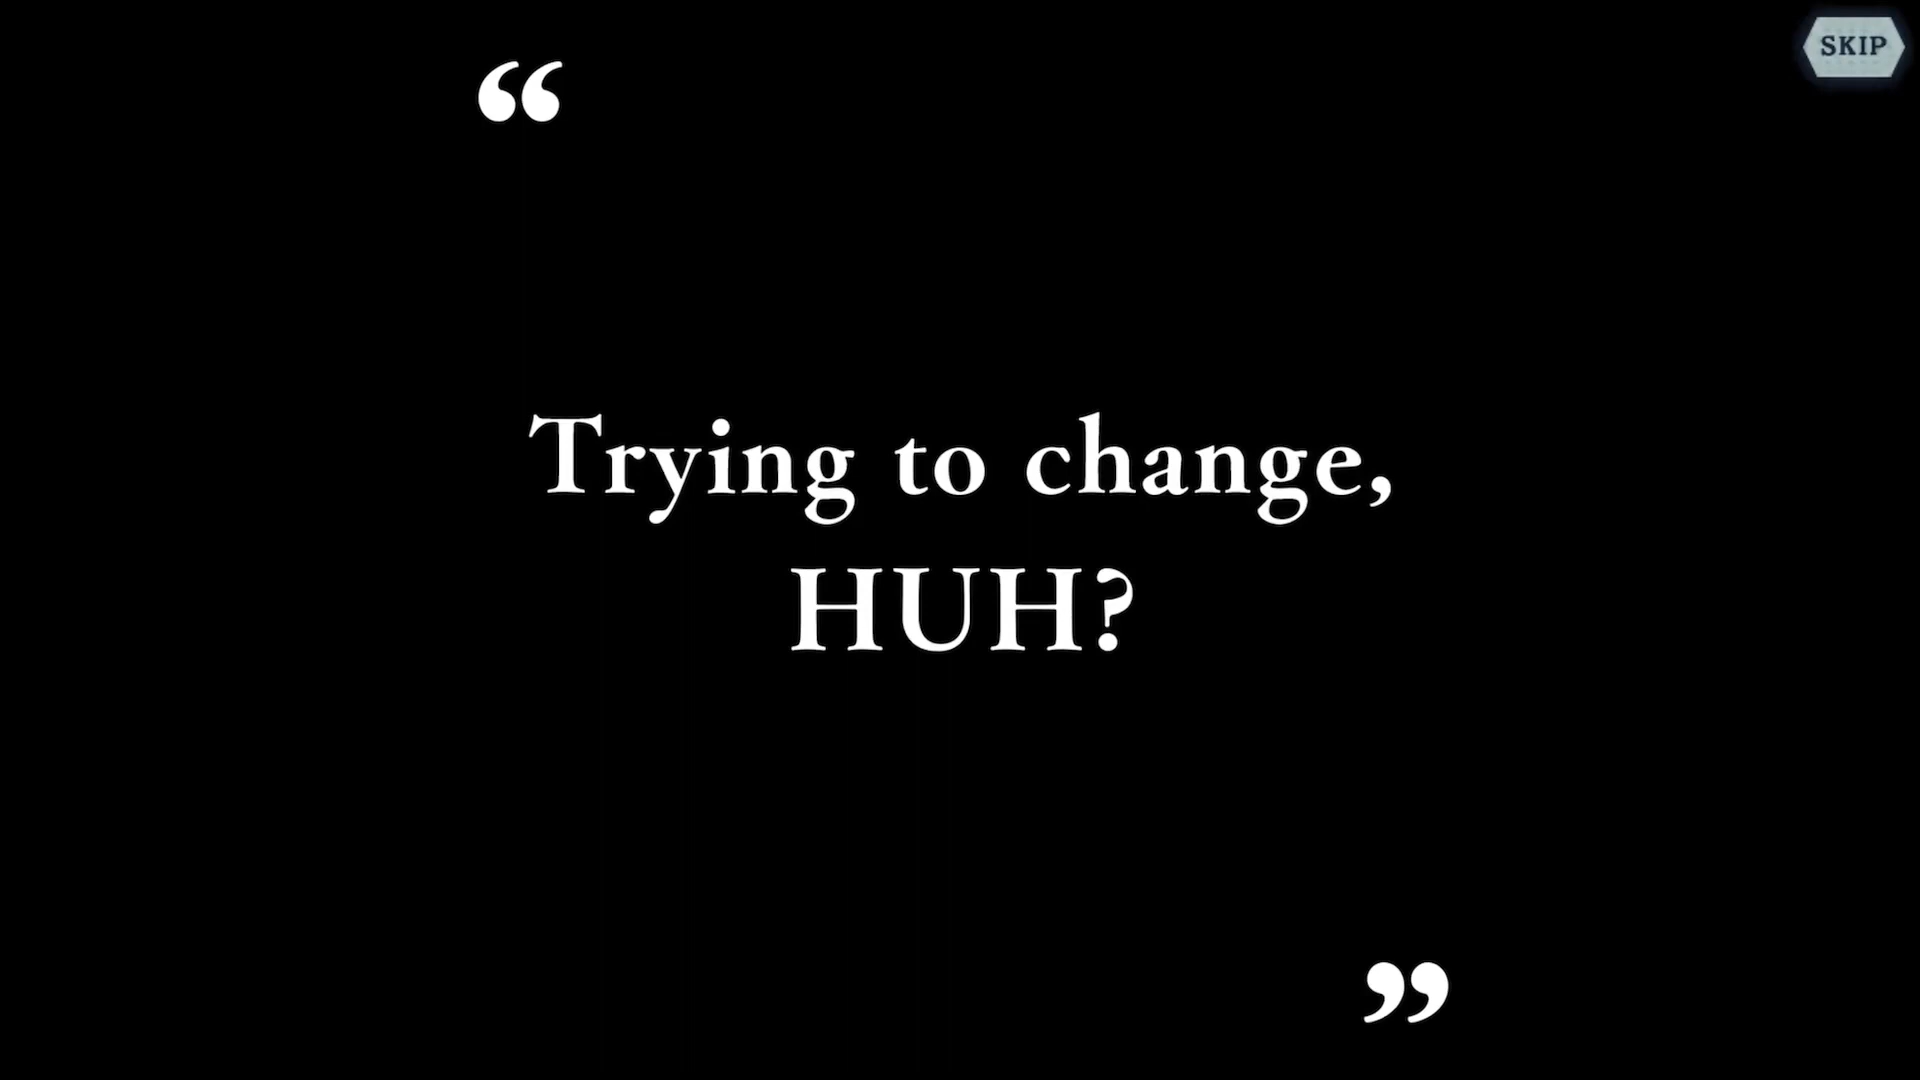 SKIP
“
Trying to change,
HUH?
”